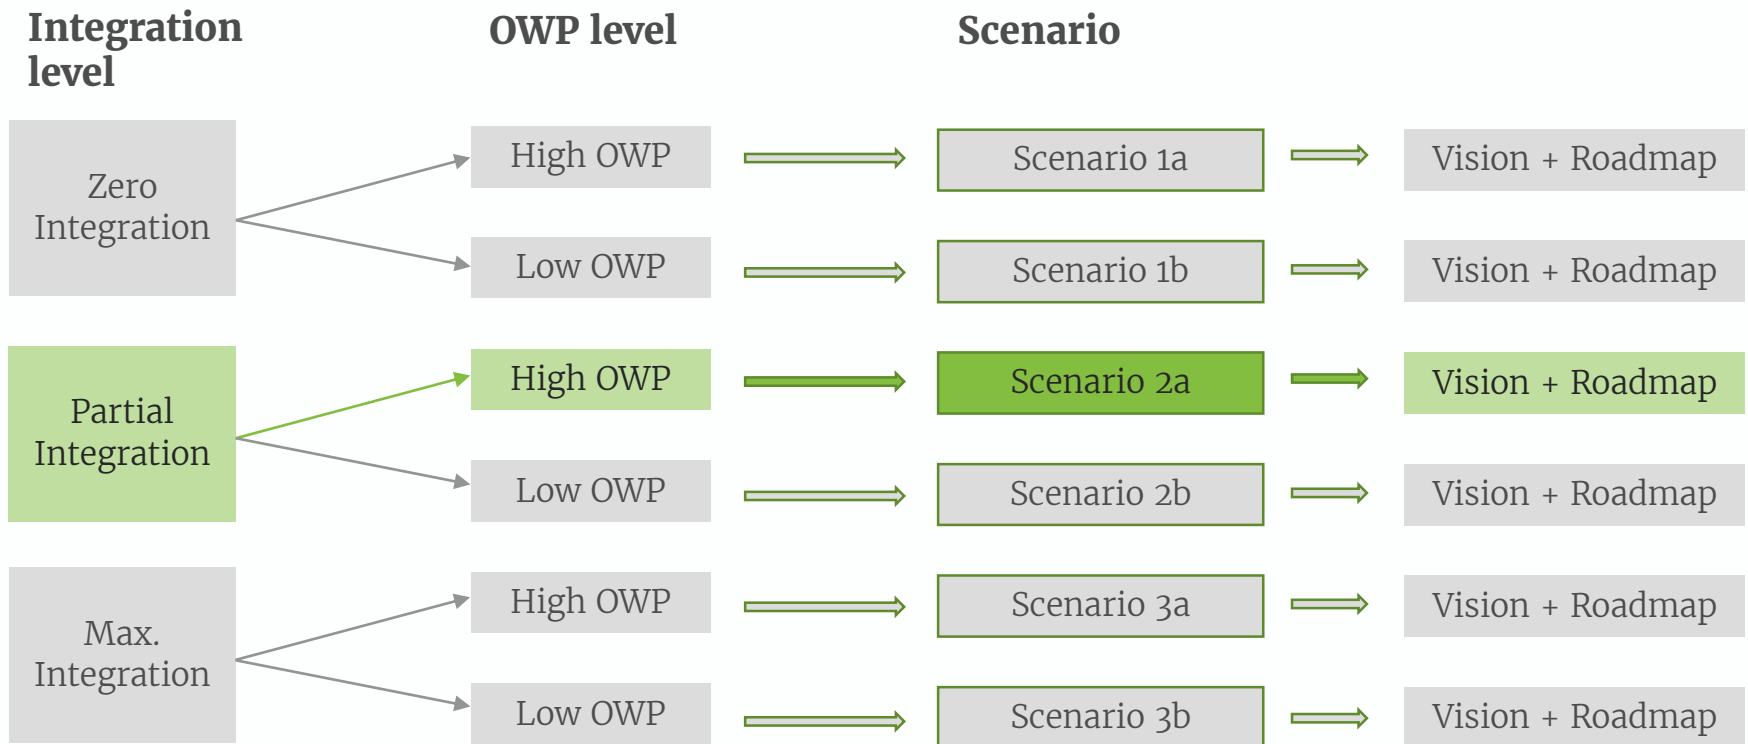 Integration
level
OWP level
Scenario
Zero
Integration
High OWP
Scenario 1a
Vision + Roadmap
Low OWP
Scenario 1b
Vision + Roadmap
Partial
Integration
High OWP
Scenario 2a
Vision + Roadmap
Low OWP
Scenario 2b
Vision + Roadmap
Max.
Integration
High OWP
Scenario 3a
Vision + Roadmap
Low OWP
Scenario 3b
Vision + Roadmap